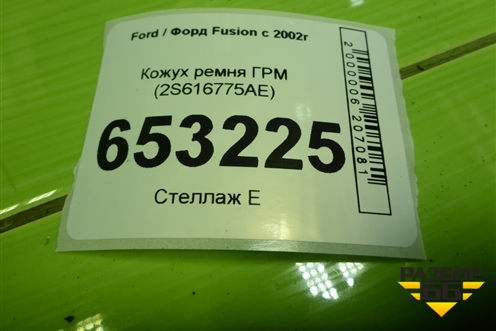 Ford / Форд Fusion с 2002г
Кожух ремня ГРМ
(2S616775AE)
653225
Стеллаж Е
2000006207081
РАЗБОР
66